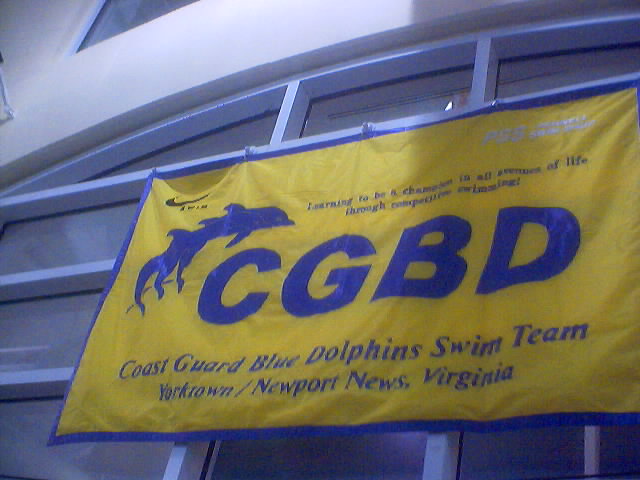 swim
Learning to be a champion in all avenues of life
through competitive swimming!
CGBD
Coast Guard Blue Dolphins Swim Team
Yorktown / Newport News, Virginia